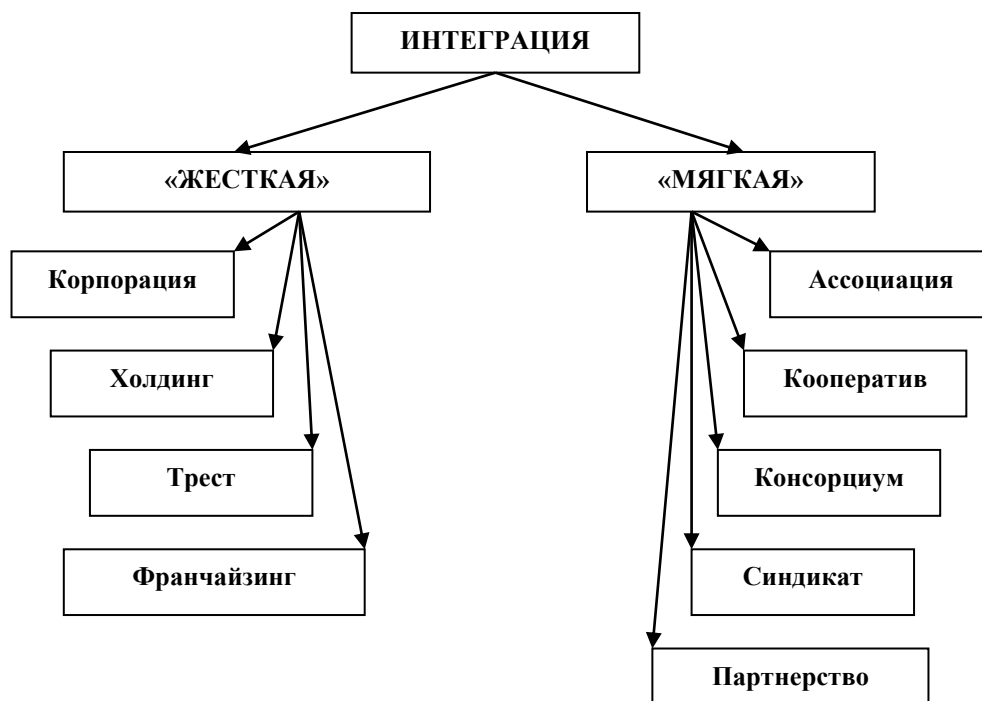 ИНТЕГРАЦИЯ
«ЖЕСТКАЯ»
«МЯГКАЯ»
Корпорация
Ассоциация
Холдинг
Кооператив
Трест
Консорциум
Франчайзинг
Синдикат
Партнерство